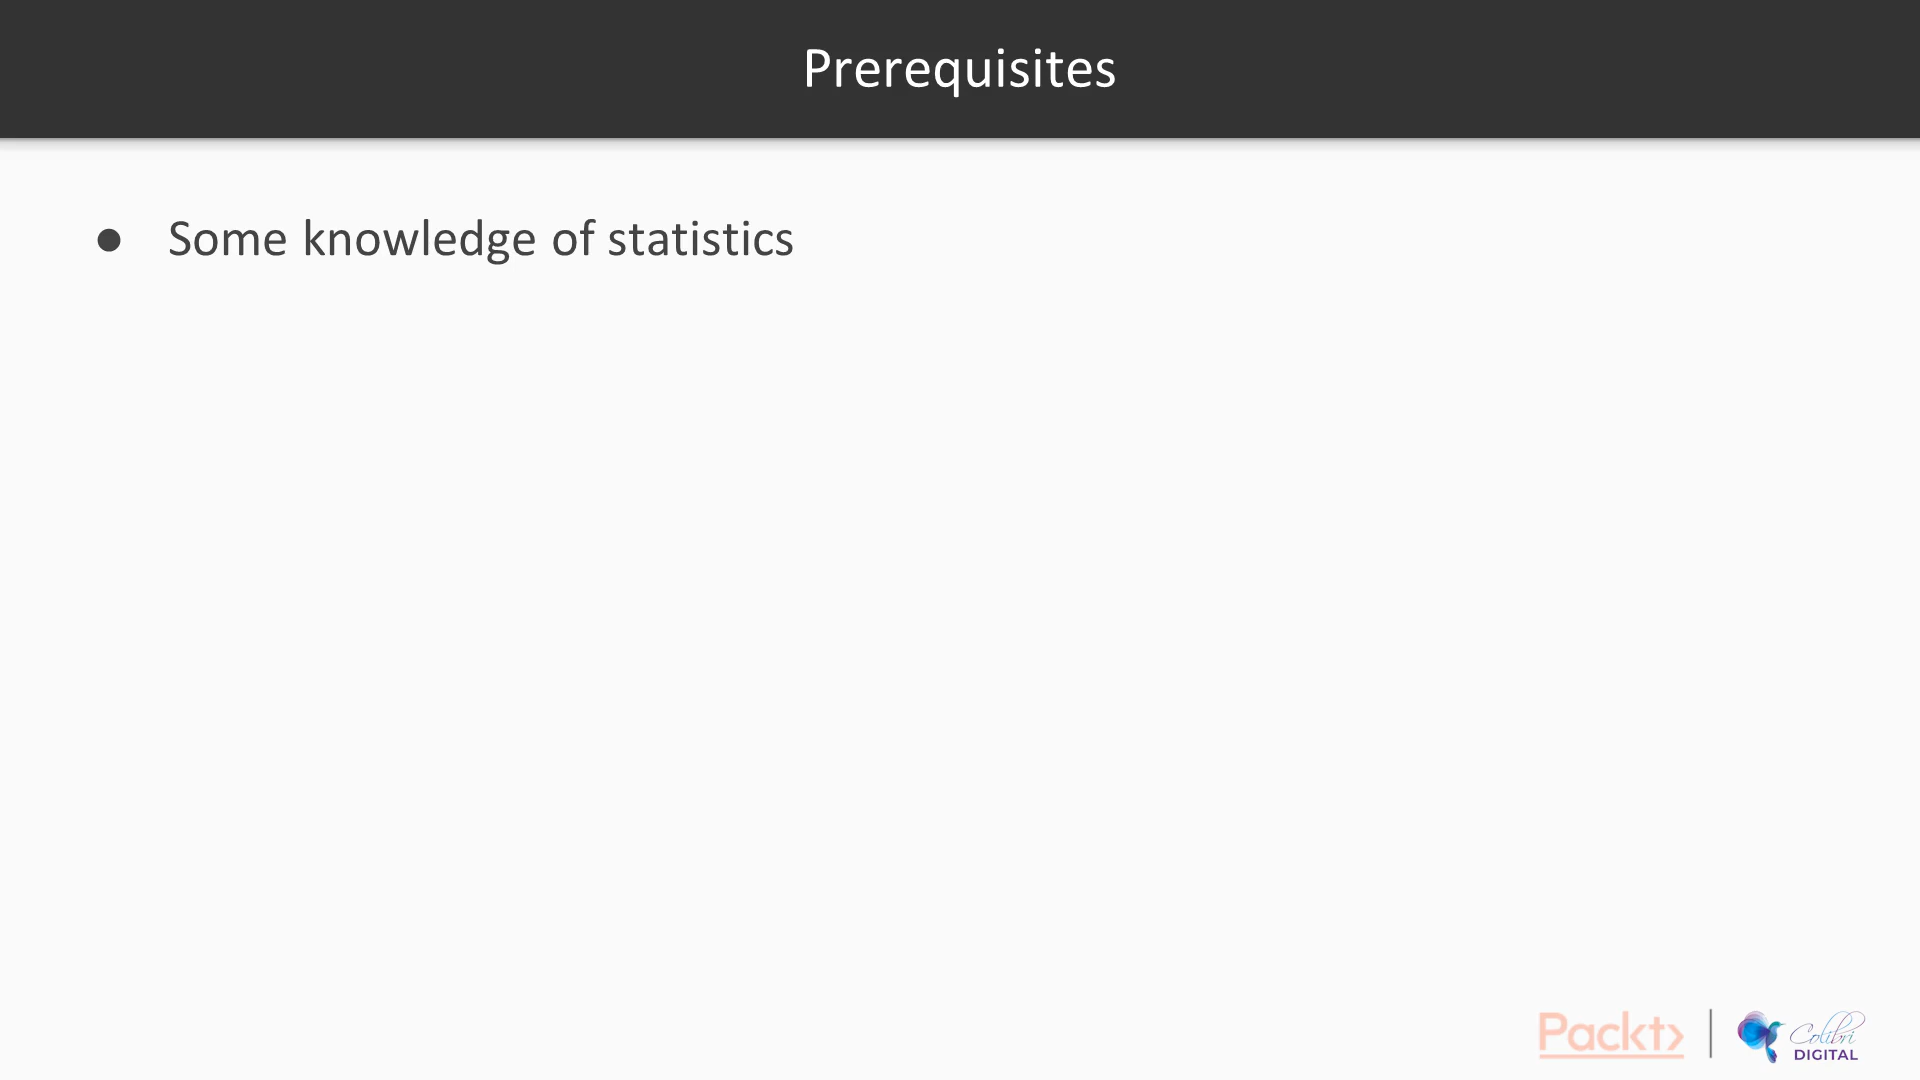 Prerequisites
● Some knowledge of statistics
Packt>
Colibri
DIGITAL